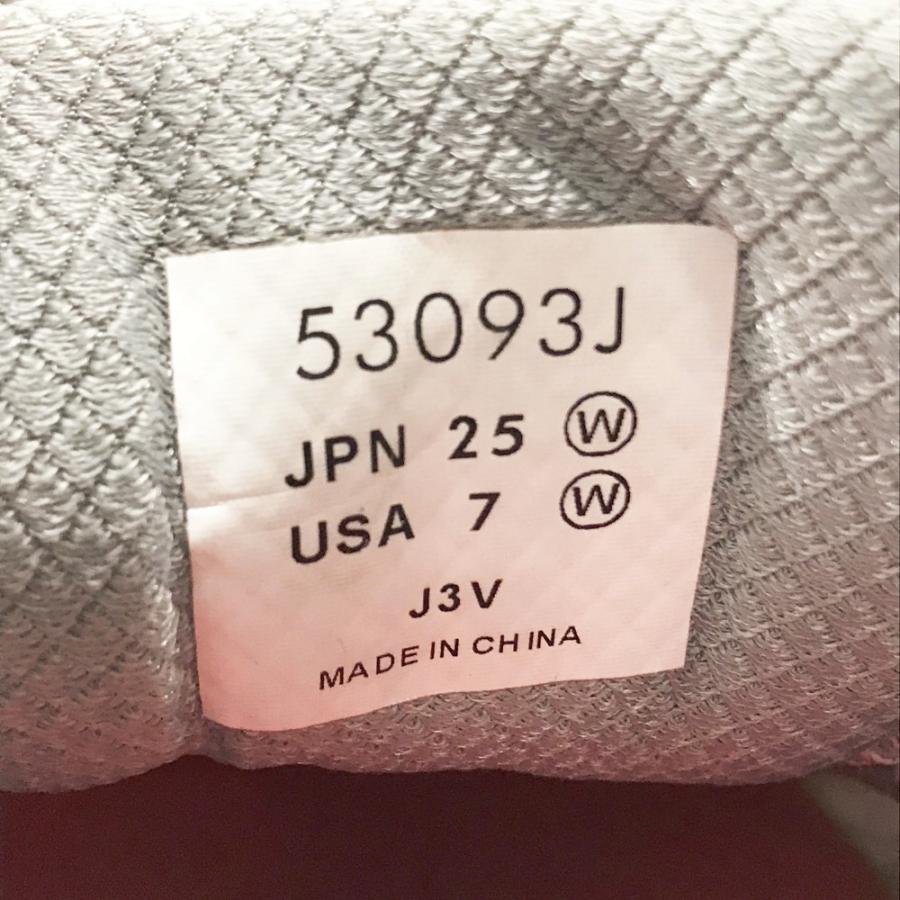 53093J
JPN 25 Ⓦ
USA 7 Ⓦ
J3V
MADE IN CHINA